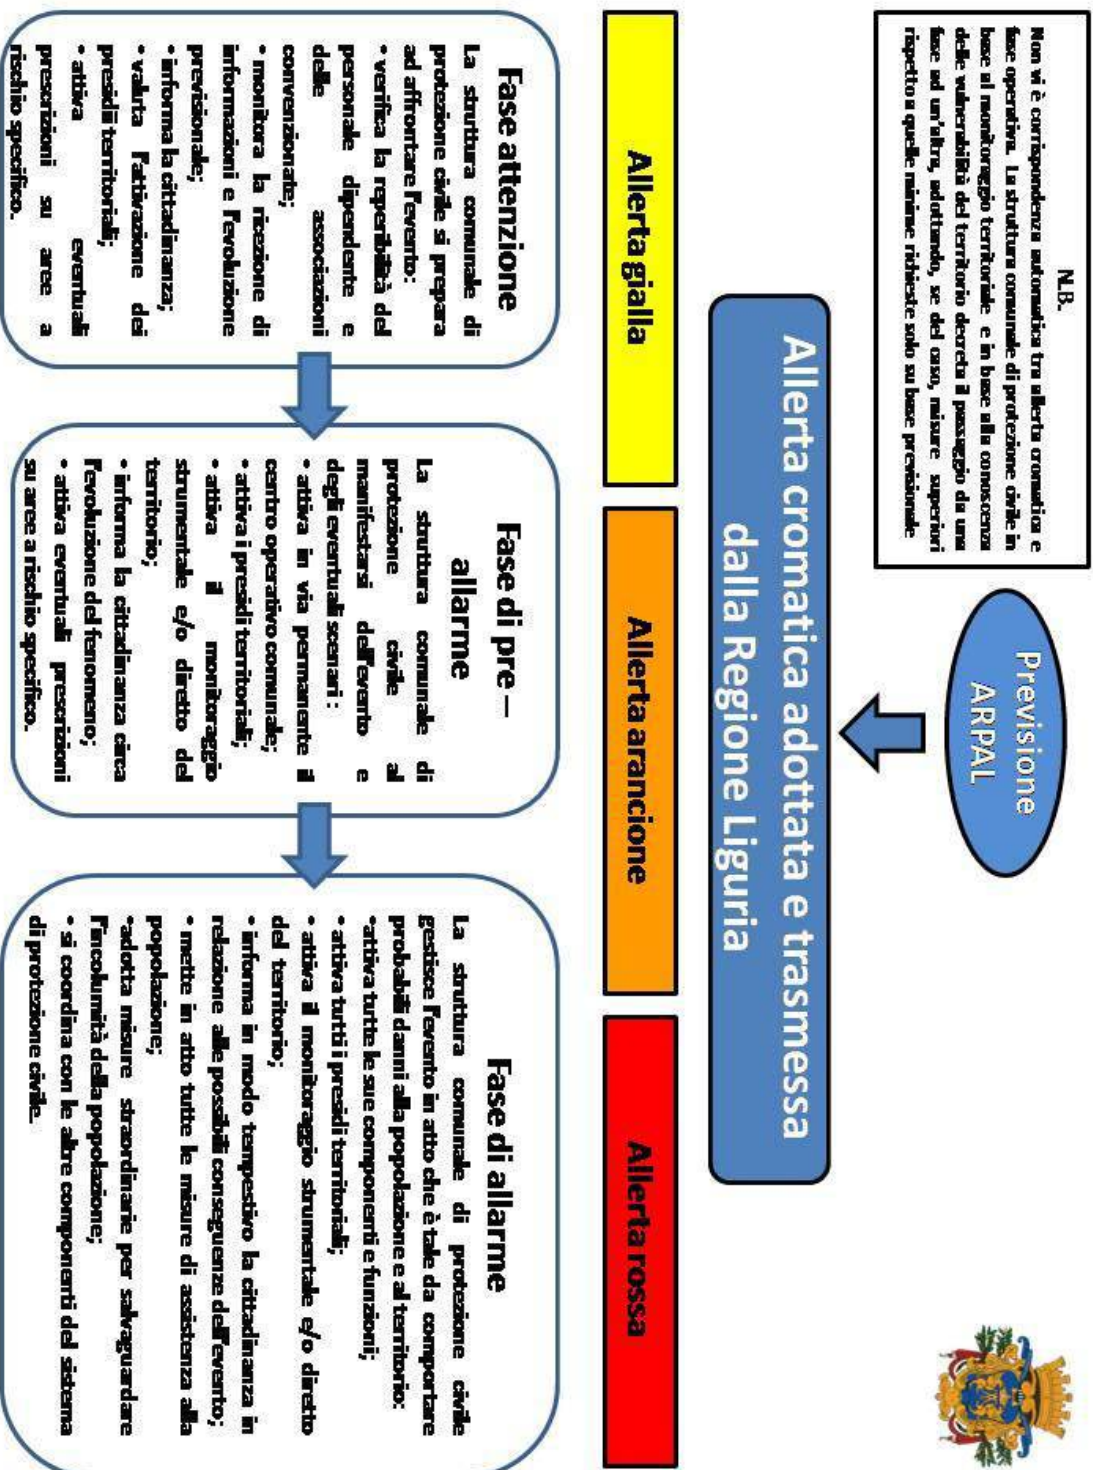 N.B.
Non vi è corrispondenza automatica tra allerta cromatica e
fase operativa. La struttura comunale di protezione civile in
base al monitoraggio territoriale e in base alla conoscenza
delle vulnerabilità del territorio decreta il passaggio da una
fase ad un'altra, adottando, se del caso, misure superiori
rispetto a quelle minime richieste solo su base previsionale
Previsione
ARPAL
Allerta cromatica adottata e trasmessa
dalla Regione Liguria
Allerta gialla
Allerta arancione
Allerta rossa
Fase attenzione
La struttura comunale di
protezione civile si prepara
ad affrontare l'evento:
• verifica la reperibilità del
personale dipendente e
delle associazioni
convenzionate;
• monitora la ricezione di
informazioni e l'evoluzione
previsionale;
• informa la cittadinanza;
• valuta l'attivazione dei
presidi territoriali;
• attiva eventuali
prescrizioni su aree a
rischio specifico.
Fase di pre –
allarme
La struttura comunale di
protezione civile al
manifestarsi dell'evento e
degli eventuali scenari :
• attiva in via permanente il
centro operativo comunale;
• attiva i presidi territoriali;
• attiva il monitoraggio
strumentale e/o diretto del
territorio;
• informa la cittadinanza circa
l'evoluzione del fenomeno;
• attiva eventuali prescrizioni
su aree a rischio specifico.
Fase di allarme
La struttura comunale di protezione civile
gestisce l'evento in atto che è tale da comportare
probabili danni alla popolazione e al territorio:
•attiva tutte le sue componenti e funzioni;
• attiva tutti i presidi territoriali;
• attiva il monitoraggio strumentale e/o diretto
del territorio;
• informa in modo tempestivo la cittadinanza in
relazione alle possibili conseguenze dell'evento;
• mette in atto tutte le misure di assistenza alla
popolazione;
•adotta misure straordinarie per salvaguardare
l'incolumità della popolazione;
• si coordina con le altre componenti del sistema
di protezione civile.